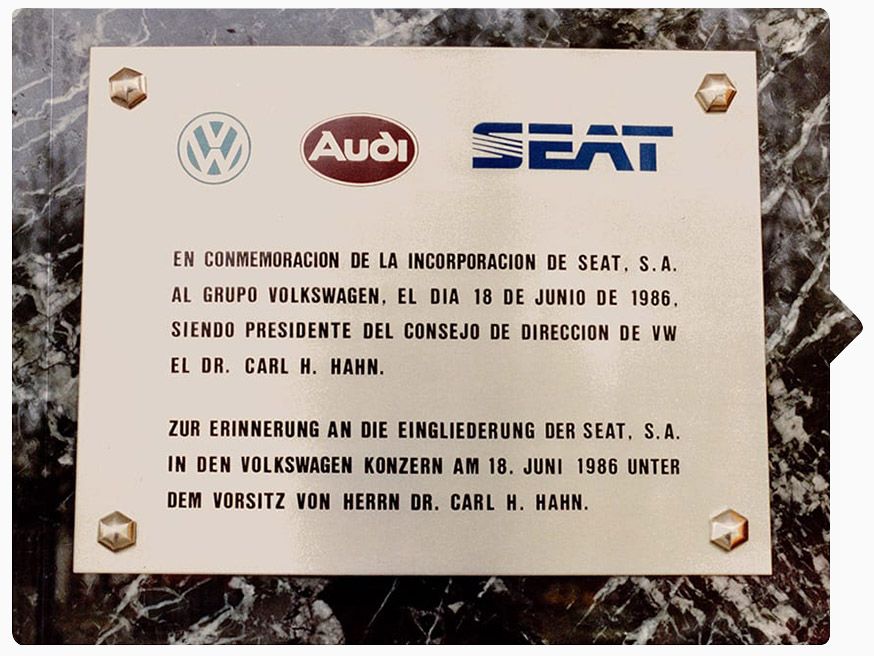 VW Audi SEAT
EN CONMEMORACION DE LA INCORPORACION DE SEAT, S.A.
AL GRUPO VOLKSWAGEN, EL DIA 18 DE JUNIO DE 1986,
SIENDO PRESIDENTE DEL CONSEJO DE DIRECCION DE VW
EL DR. CARL H. HAHN.
ZUR ERINNERUNG AN DIE EINGLIEDERUNG DER SEAT, S.A.
IN DEN VOLKSWAGEN KONZERN AM 18. JUNI 1986 UNTER
DEM VORSITZ VON HERRN DR. CARL H. HAHN.